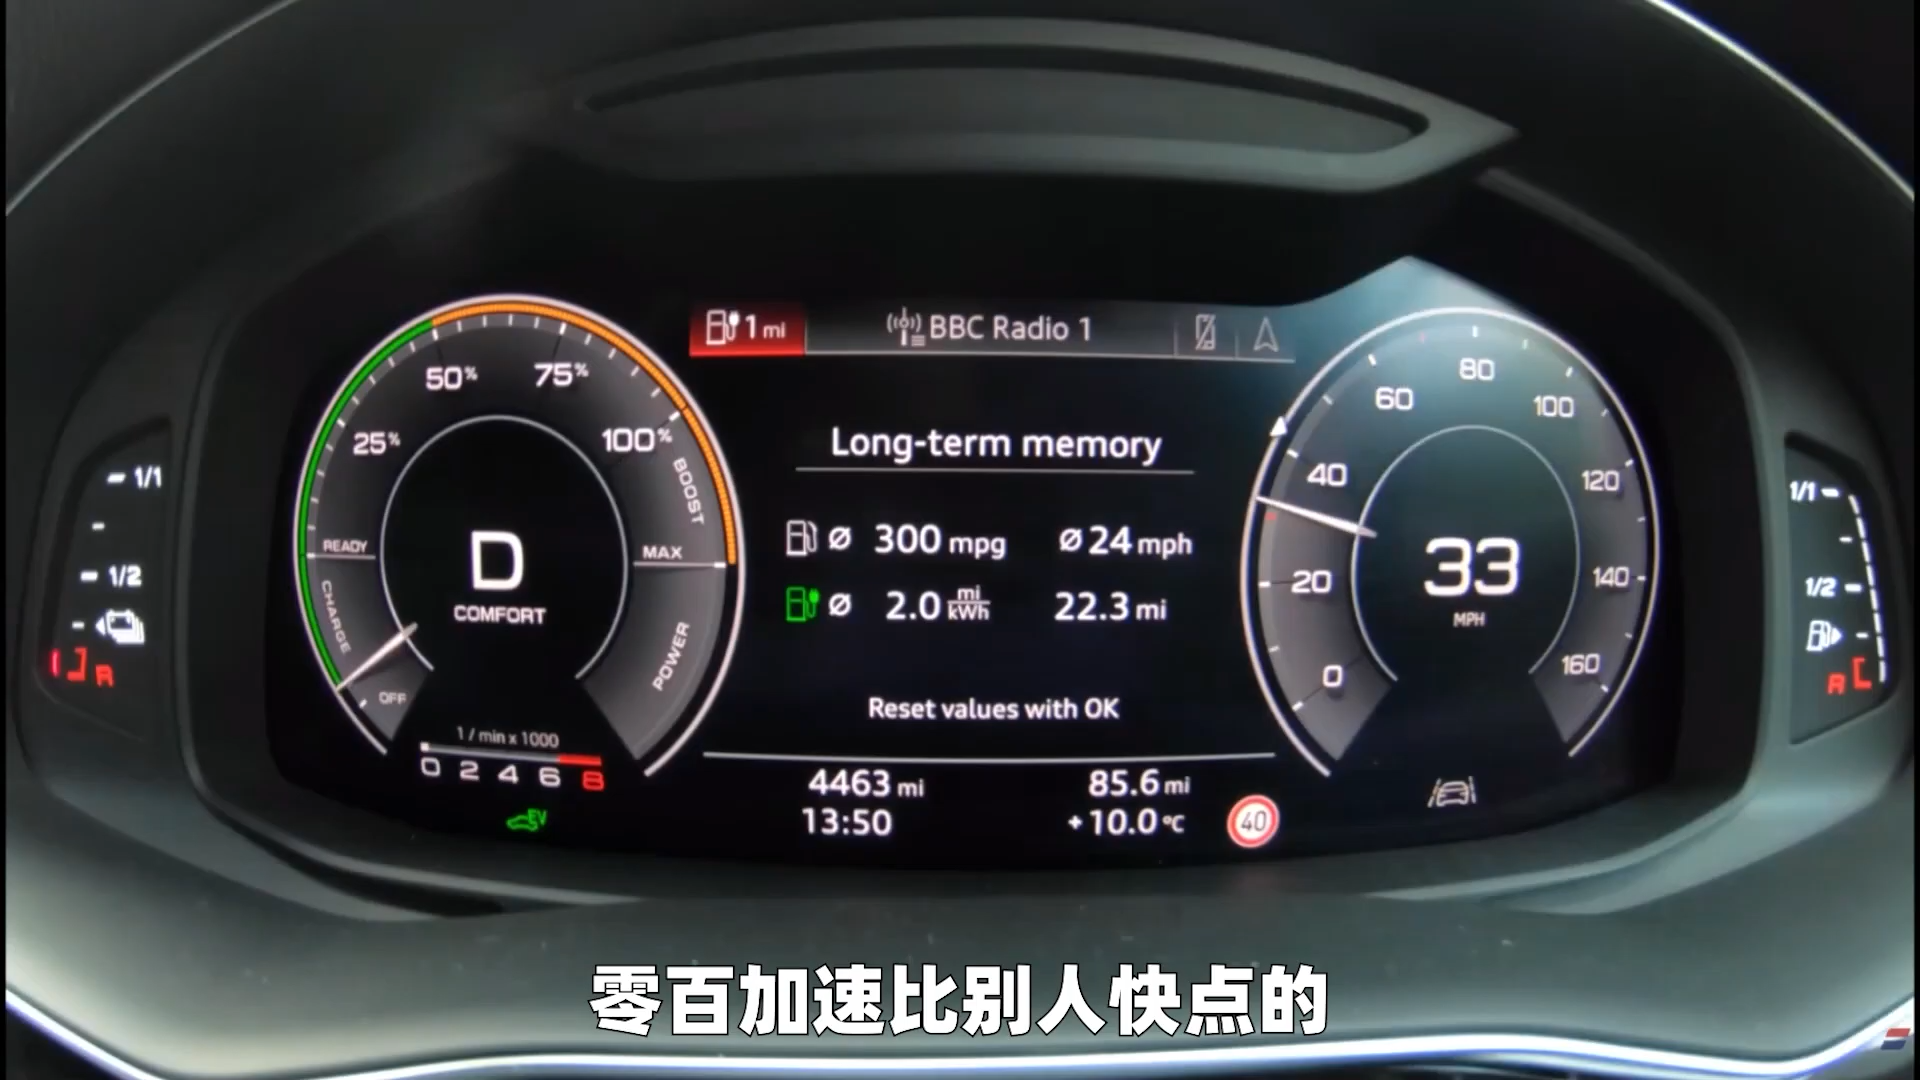 1 mi
BBC Radio 1
50%
75%
25%
100%
BOOST
READY
MAX
CHARGE
POWER
OFF
D
COMFORT
1 / min x 1000
0 2 4 6 8
EV
1/1
1/2
R
Long-term memory
Ø 300 mpg Ø 24 mph
Ø 2.0 mi/kWh 22.3 mi
Reset values with OK
4463 mi 85.6 mi
13:50 +10.0 °C
40
0
20
40
60
80
100
120
140
160
33
MPH
1/1
1/2
R
零百加速比别人快点的